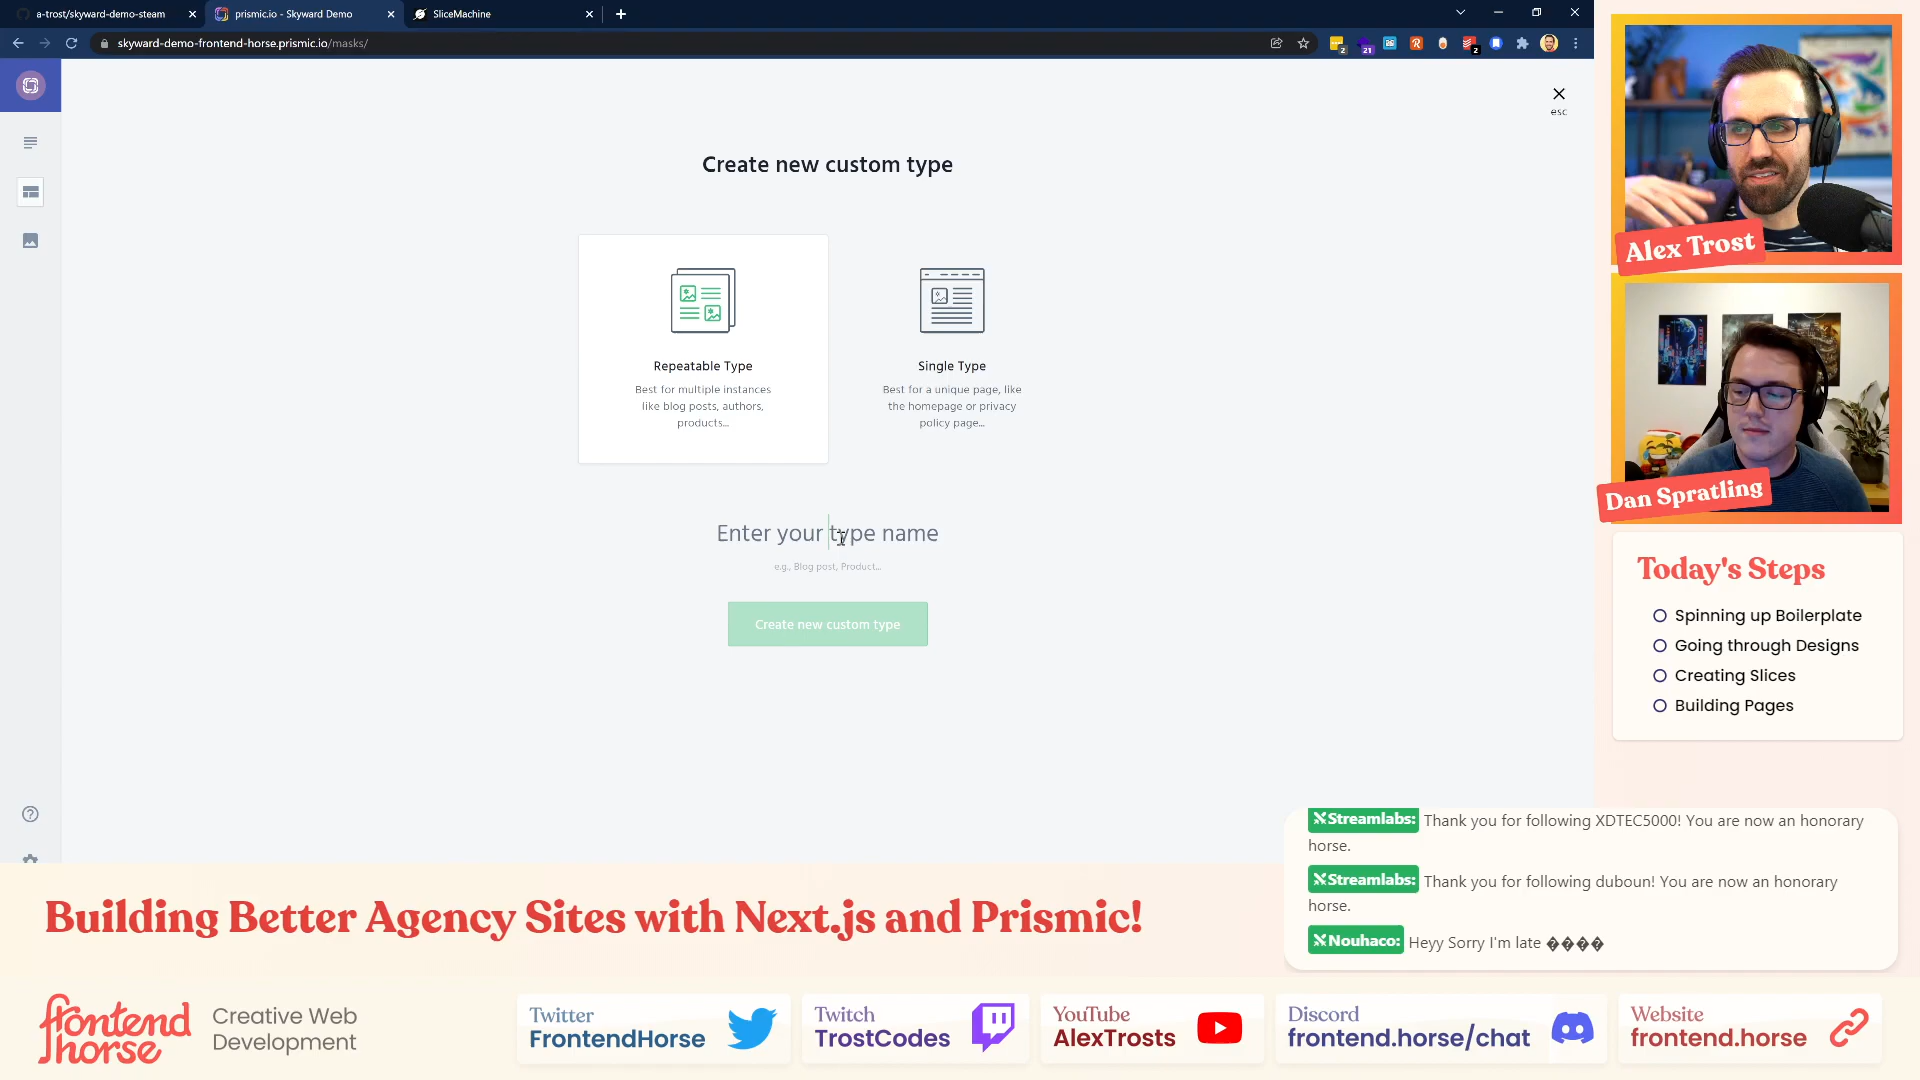 a-trost/skyward-demo-steam
prismic.io - Skyward Demo
SliceMachine
skyward-demo-frontend-horse.prismic.io/masks/
2
21
2
esc
Create new custom type
Repeatable Type
Best for multiple instances
like blog posts, authors,
products...
Single Type
Best for a unique page, like
the homepage or privacy
policy page...
Enter your type name
e.g., Blog post, Product...
Create new custom type
Alex Trost
Dan Spratling
Today's Steps
Spinning up Boilerplate
Going through Designs
Creating Slices
Building Pages
Streamlabs: Thank you for following XDTEC5000! You are now an honorary
horse.
Streamlabs: Thank you for following duboun! You are now an honorary
horse.
Nouhaco: Heyy Sorry I'm late ����
Building Better Agency Sites with Next.js and Prismic!
frontend
horse
Creative Web
Development
Twitter
FrontendHorse
Twitch
TrostCodes
YouTube
AlexTrosts
Discord
frontend.horse/chat
Website
frontend.horse